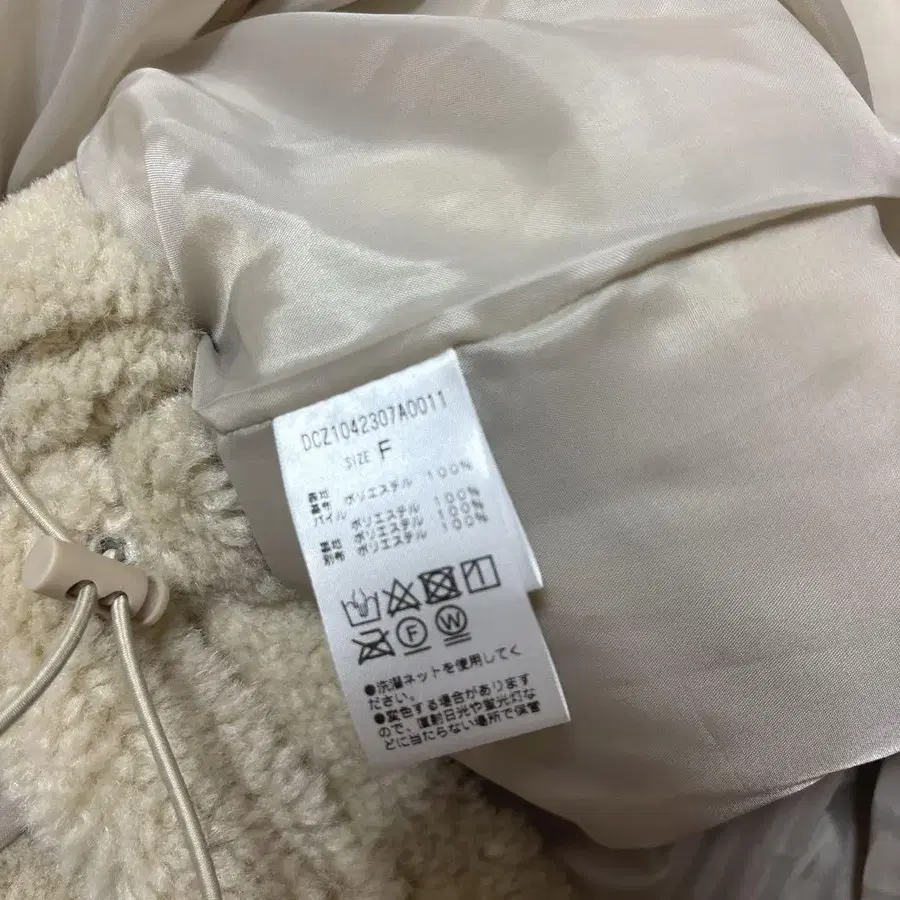 DCZ1042307A0011
SIZE F
表地
基布 ポリエステル 100%
パイル ポリエステル 100%
裏地 ポリエステル 100%
別布 ポリエステル 100%
F W
●洗濯ネットを使用してく
ださい。
●変色する場合があります
ので、直射日光や蛍光灯な
どに当たらない場所で保管